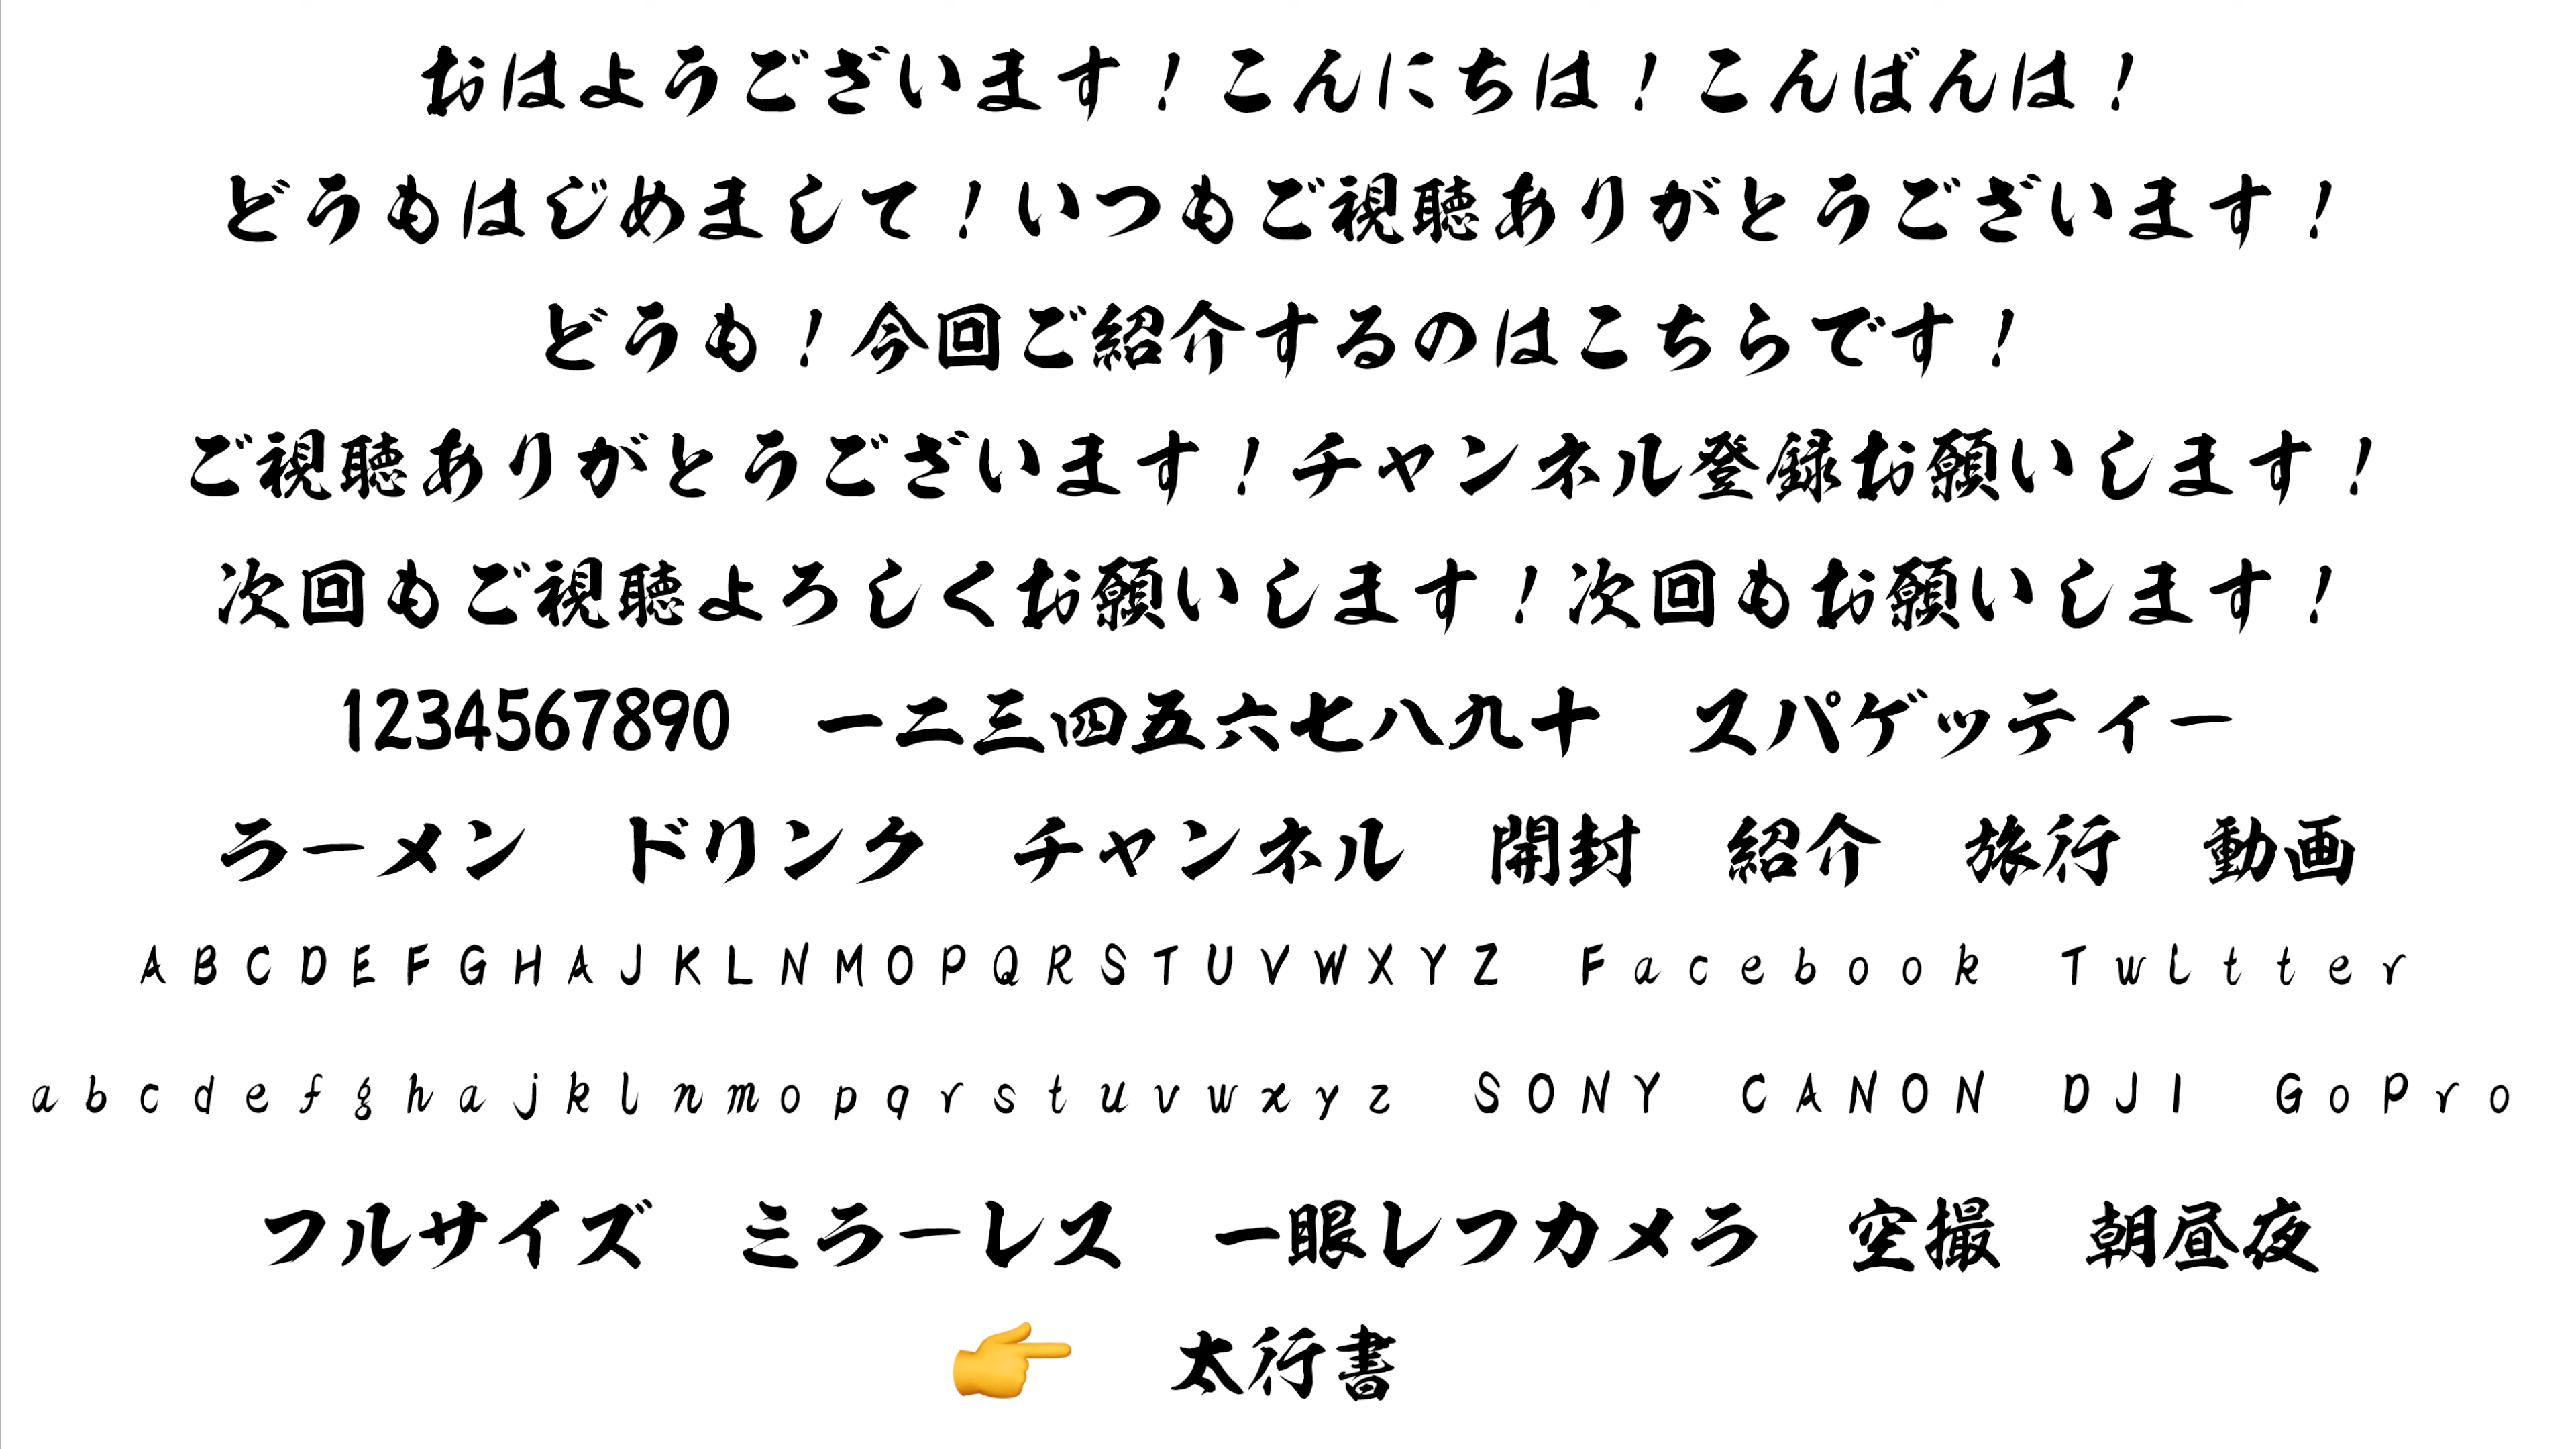 おはようございます！こんにちは！こんばんは！
どうもはじめまして！いつもご視聴ありがとうございます！
どうも！今回ご紹介するのはこちらです！
ご視聴ありがとうございます！チャンネル登録お願いします！
次回もご視聴よろしくお願いします！次回もお願いします！
1234567890　一二三四五六七八九十　スパゲッティー
ラーメン　ドリンク　チャンネル　開封　紹介　旅行　動画
ＡＢＣＤＥＦＧＨＡＪＫＬＮＭＯＰＱＲＳＴＵＶＷＸＹＺ　Ｆａｃｅｂｏｏｋ　Ｔｗｌｔｔｅｒ
ａｂｃｄｅｆｇｈａｊｋｌｎｍｏｐｑｒｓｔｕｖｗｘｙｚ　ＳＯＮＹ　ＣＡＮＯＮ　ＤＪＩ　ＧｏＰｒｏ
フルサイズ　ミラーレス　一眼レフカメラ　空撮　朝昼夜
👉　太行書